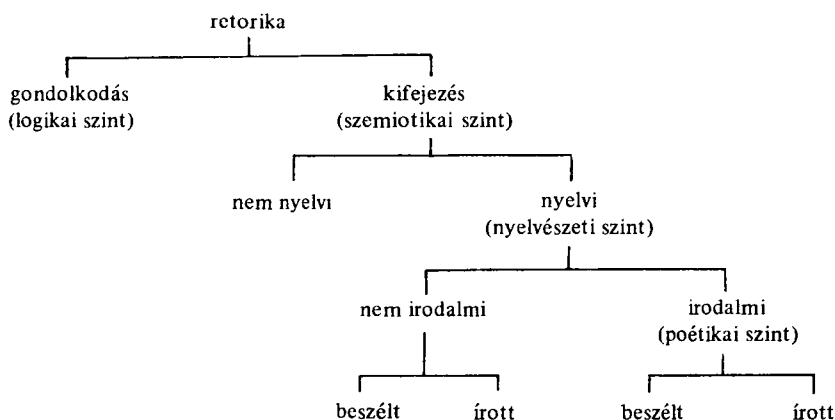 retorika
gondolkodás
(logikai szint)
kifejezés
(szemiotikai szint)
nem nyelvi
nyelvi
(nyelvészeti szint)
nem irodalmi
irodalmi
(poétikai szint)
beszélt
írott
beszélt
írott